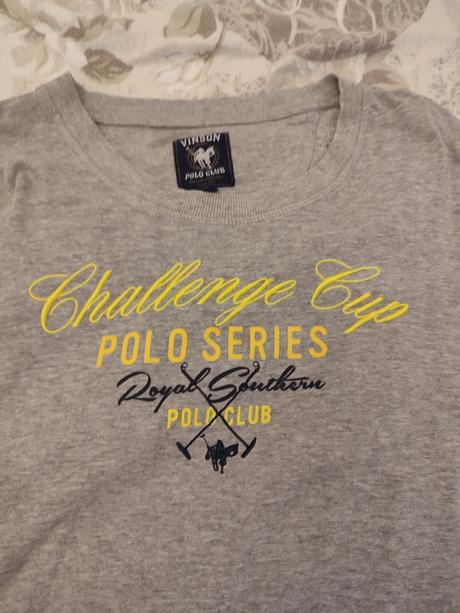 VINSON
POLO CLUB
Challenge Cup
POLO SERIES
Royal Southern
POLO CLUB